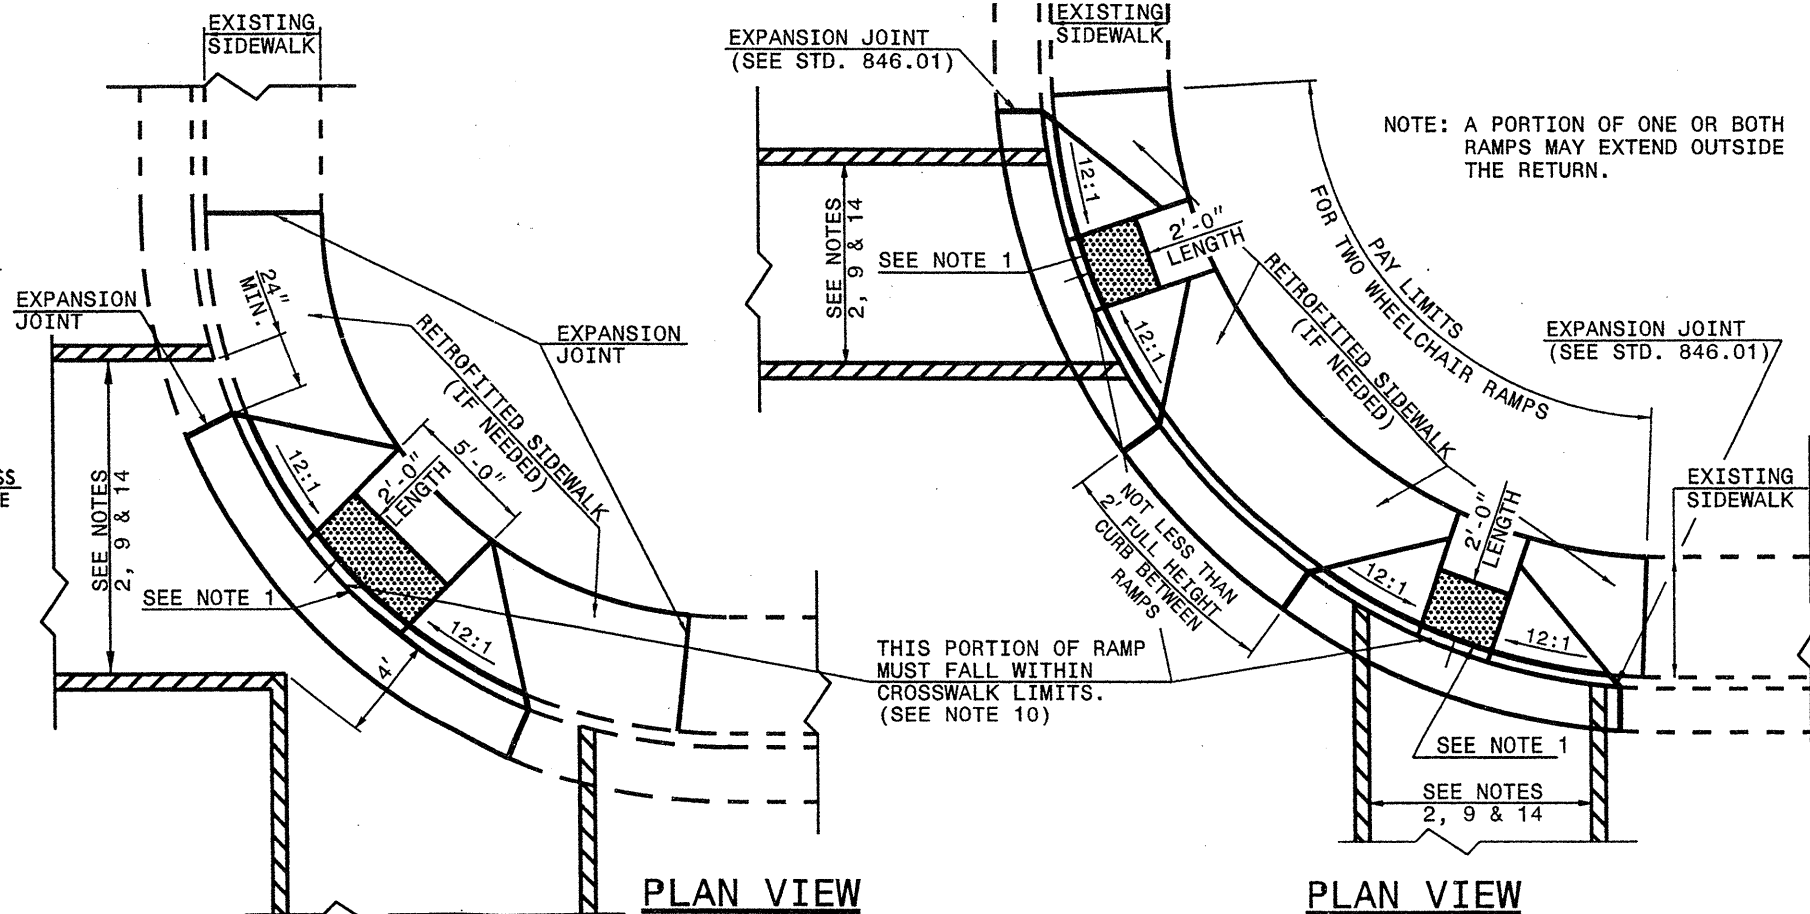 EXISTING
SIDEWALK
24"
MIN.
EXPANSION
JOINT
RETROFITTED SIDEWALK
(IF NEEDED)
EXPANSION
JOINT
5'-0"
2'-0"
LENGTH
12:1
SS
E
SEE NOTES
2, 9 & 14
SEE NOTE 1
12:1
4'
THIS PORTION OF RAMP
MUST FALL WITHIN
CROSSWALK LIMITS.
(SEE NOTE 10)
PLAN VIEW
EXISTING
SIDEWALK
EXPANSION JOINT
(SEE STD. 846.01)
NOTE: A PORTION OF ONE OR BOTH
RAMPS MAY EXTEND OUTSIDE
THE RETURN.
12:1
2'-0"
LENGTH
SEE NOTES
2, 9 & 14
SEE NOTE 1
12:1
PAY LIMITS
FOR TWO WHEELCHAIR RAMPS
RETROFITTED SIDEWALK
(IF NEEDED)
EXPANSION JOINT
(SEE STD. 846.01)
EXISTING
SIDEWALK
NOT LESS THAN
2' FULL HEIGHT
CURB BETWEEN
RAMPS
2'-0"
LENGTH
12:1
12:1
SEE NOTE 1
SEE NOTES
2, 9 & 14
PLAN VIEW